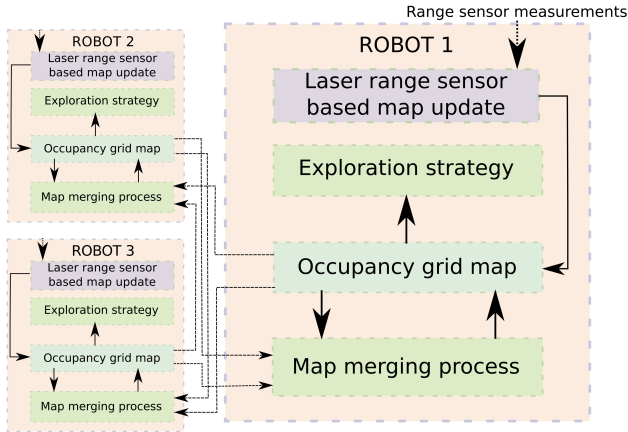 Range sensor measurements
ROBOT 2
Laser range sensor
based map update
Exploration strategy
Occupancy grid map
Map merging process
ROBOT 3
Laser range sensor
based map update
Exploration strategy
Occupancy grid map
Map merging process
ROBOT 1
Laser range sensor
based map update
Exploration strategy
Occupancy grid map
Map merging process